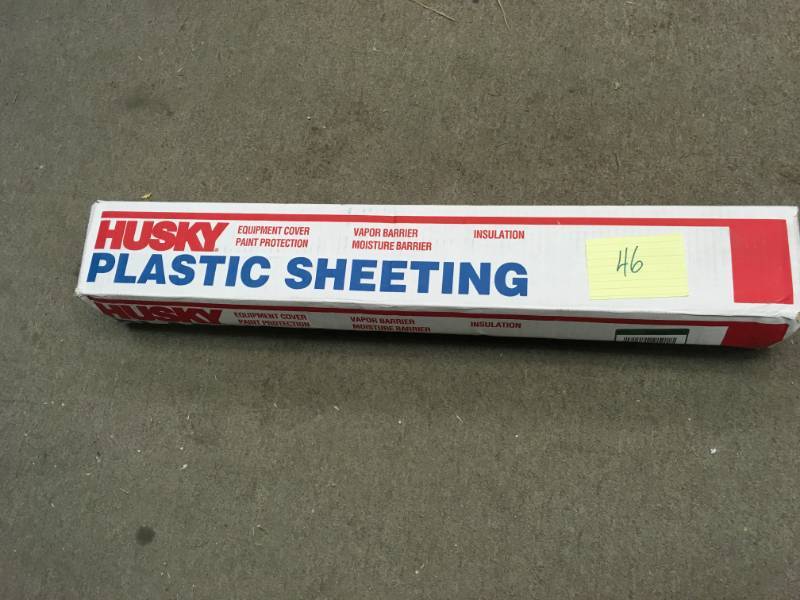 HUSKY
EQUIPMENT COVER VAPOR BARRIER INSULATION
PAINT PROTECTION MOISTURE BARRIER
PLASTIC SHEETING
46
HUSKY
EQUIPMENT COVER VAPOR BARRIER INSULATION
PAINT PROTECTION MOISTURE BARRIER